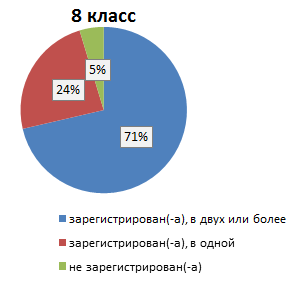 8 класс
5%
24%
71%
зарегистрирован(-а), в двух или более
зарегистрирован(-а), в одной
не зарегистрирован(-а)